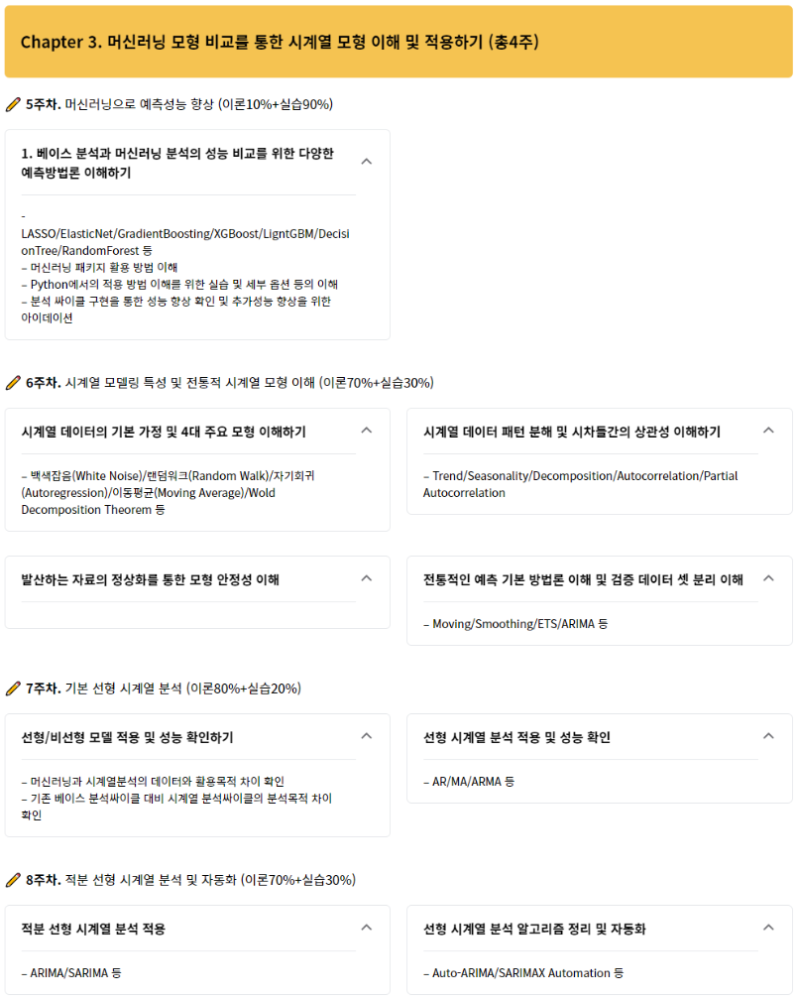 Chapter 3. 머신러닝 모형 비교를 통한 시계열 모형 이해 및 적용하기 (총4주)
5주차. 머신러닝으로 예측성능 향상 (이론10%+실습90%)
1. 베이스 분석과 머신러닝 분석의 성능 비교를 위한 다양한
예측방법론 이해하기
-
LASSO/ElasticNet/GradientBoosting/XGBoost/LigntGBM/Decisi
onTree/RandomForest 등
– 머신러닝 패키지 활용 방법 이해
– Python에서의 적용 방법 이해를 위한 실습 및 세부 옵션 등의 이해
– 분석 싸이클 구현을 통한 성능 향상 확인 및 추가성능 향상을 위한
아이데이션
6주차. 시계열 모델링 특성 및 전통적 시계열 모형 이해 (이론70%+실습30%)
시계열 데이터의 기본 가정 및 4대 주요 모형 이해하기
– 백색잡음(White Noise)/랜덤워크(Random Walk)/자기회귀
(Autoregression)/이동평균(Moving Average)/Wold
Decomposition Theorem 등
시계열 데이터 패턴 분해 및 시차들간의 상관성 이해하기
– Trend/Seasonality/Decomposition/Autocorrelation/Partial
Autocorrelation
발산하는 자료의 정상화를 통한 모형 안정성 이해
전통적인 예측 기본 방법론 이해 및 검증 데이터 셋 분리 이해
– Moving/Smoothing/ETS/ARIMA 등
7주차. 기본 선형 시계열 분석 (이론80%+실습20%)
선형/비선형 모델 적용 및 성능 확인하기
– 머신러닝과 시계열분석의 데이터와 활용목적 차이 확인
– 기존 베이스 분석싸이클 대비 시계열 분석싸이클의 분석목적 차이
확인
선형 시계열 분석 적용 및 성능 확인
– AR/MA/ARMA 등
8주차. 적분 선형 시계열 분석 및 자동화 (이론70%+실습30%)
적분 선형 시계열 분석 적용
– ARIMA/SARIMA 등
선형 시계열 분석 알고리즘 정리 및 자동화
– Auto-ARIMA/SARIMAX Automation 등